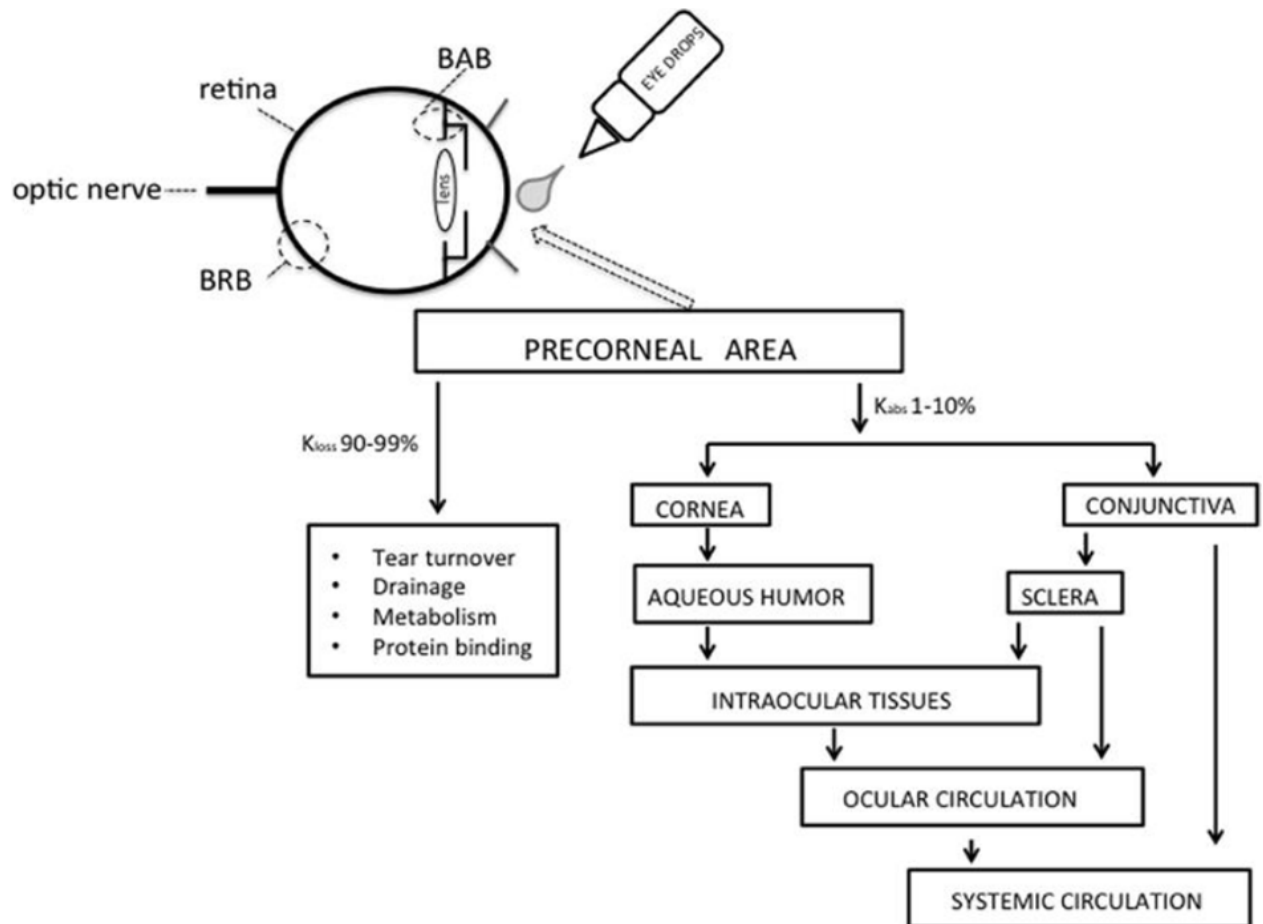 BAB
EYE DROPS
retina
lens
optic nerve
BRB
PRECORNEAL AREA
Kloss 90-99%
Kabs 1-10%
CORNEA
CONJUNCTIVA
• Tear turnover
• Drainage
• Metabolism
• Protein binding
AQUEOUS HUMOR
SCLERA
INTRAOCULAR TISSUES
OCULAR CIRCULATION
SYSTEMIC CIRCULATION